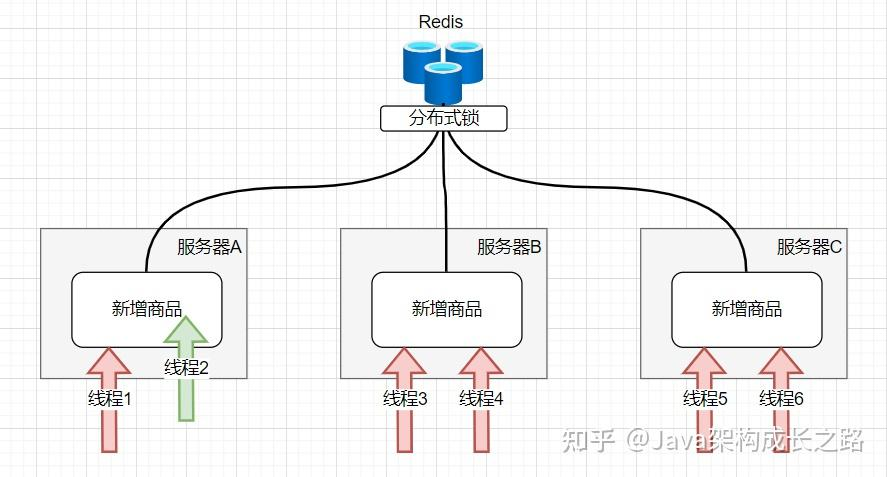 Redis
分布式锁
服务器A
服务器B
服务器C
新增商品
新增商品
新增商品
线程2
线程1
线程3
线程4
线程5
线程6
知乎 @Java架构成长之路